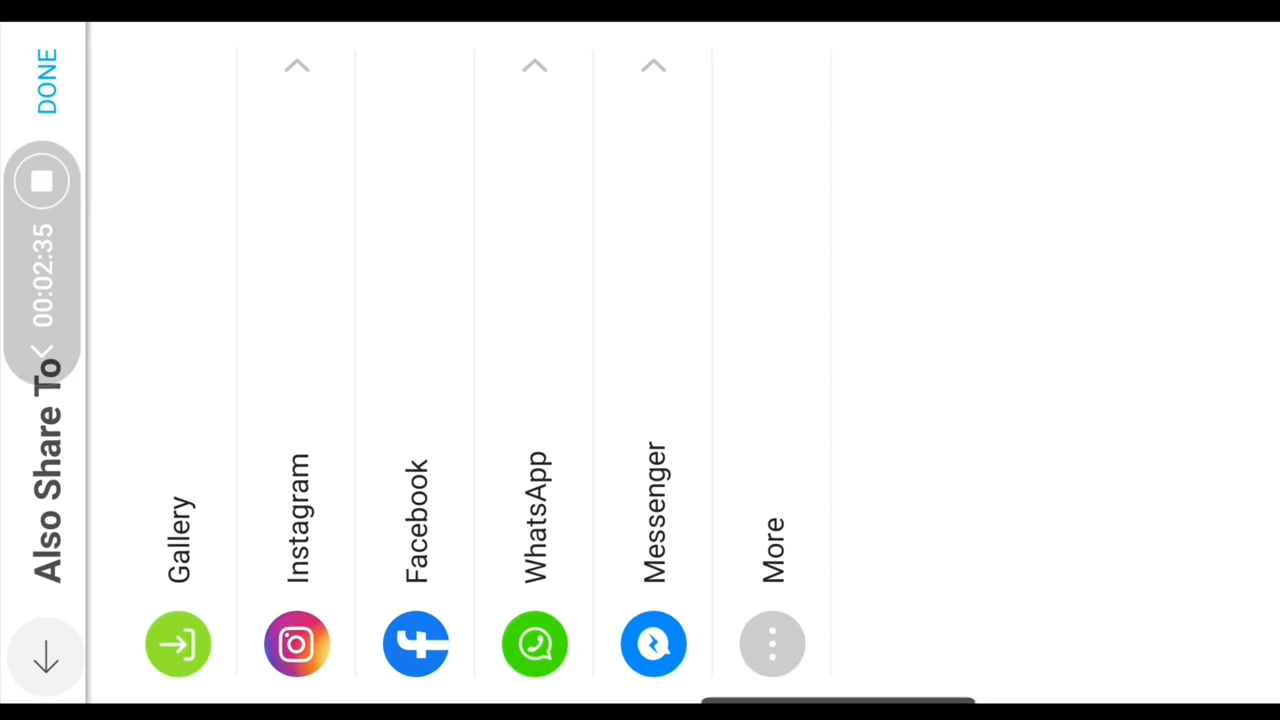 Also Share To
00:02:35
DONE
Gallery
Instagram
Facebook
WhatsApp
Messenger
More